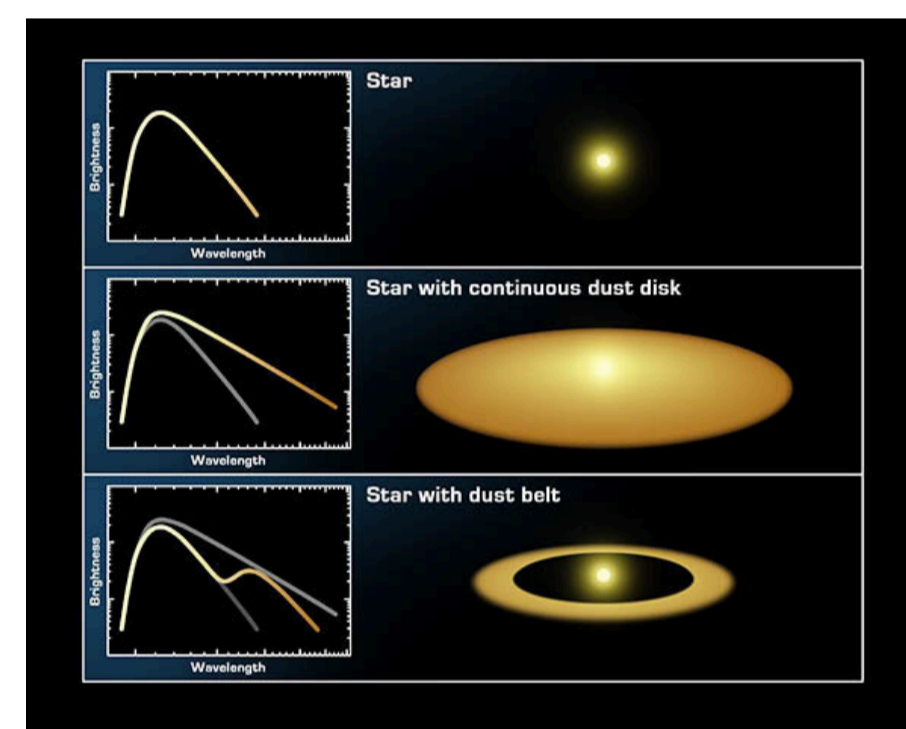 Star
Brightness
Wavelength
Star with continuous dust disk
Brightness
Wavelength
Star with dust belt
Brightness
Wavelength